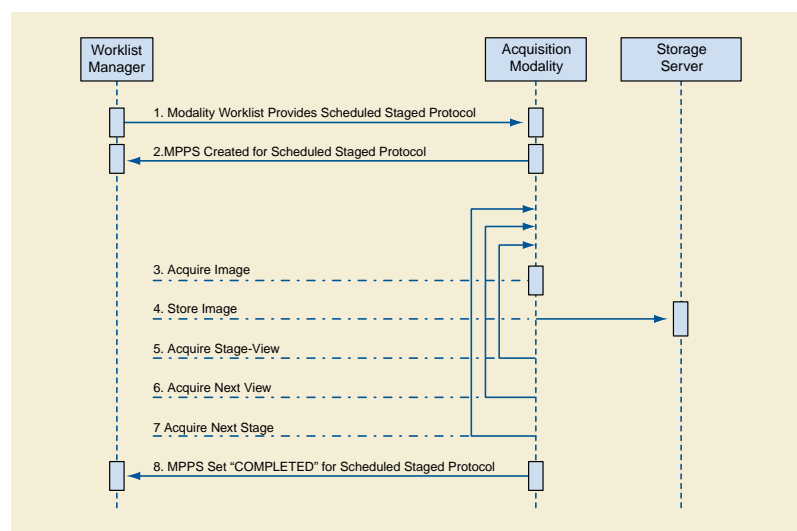 Worklist
Manager
Acquisition
Modality
Storage
Server
1. Modality Worklist Provides Scheduled Staged Protocol
2.MPPS Created for Scheduled Staged Protocol
3. Acquire Image
4. Store Image
5. Acquire Stage-View
6. Acquire Next View
7 Acquire Next Stage
8. MPPS Set “COMPLETED” for Scheduled Staged Protocol